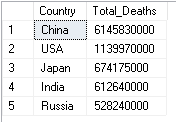 Country Total_Deaths
1 China 6145830000
2 USA 1139970000
3 Japan 674175000
4 India 612640000
5 Russia 528240000